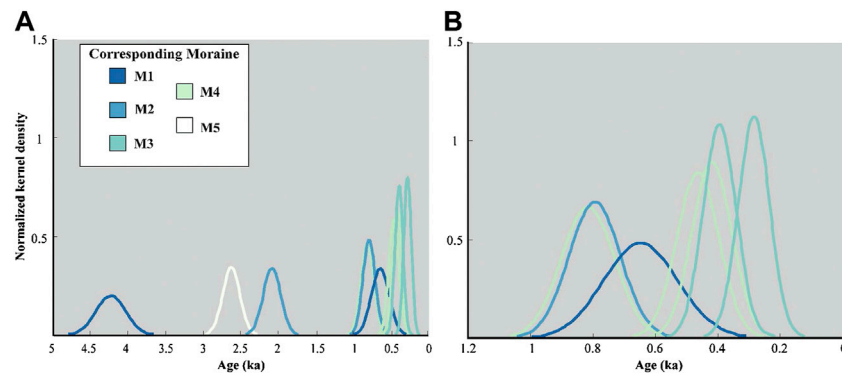 A
B
1.5
1
0.5
Normalized kernel density
Corresponding Moraine
M1
M2
M3
M4
M5
5 4.5 4 3 2.5 2 1 1.5 0.5 0
Age (ka)
1.5
1
0.5
1.2 1 0.8 0.6 0.4 0.2 0
Age (ka)